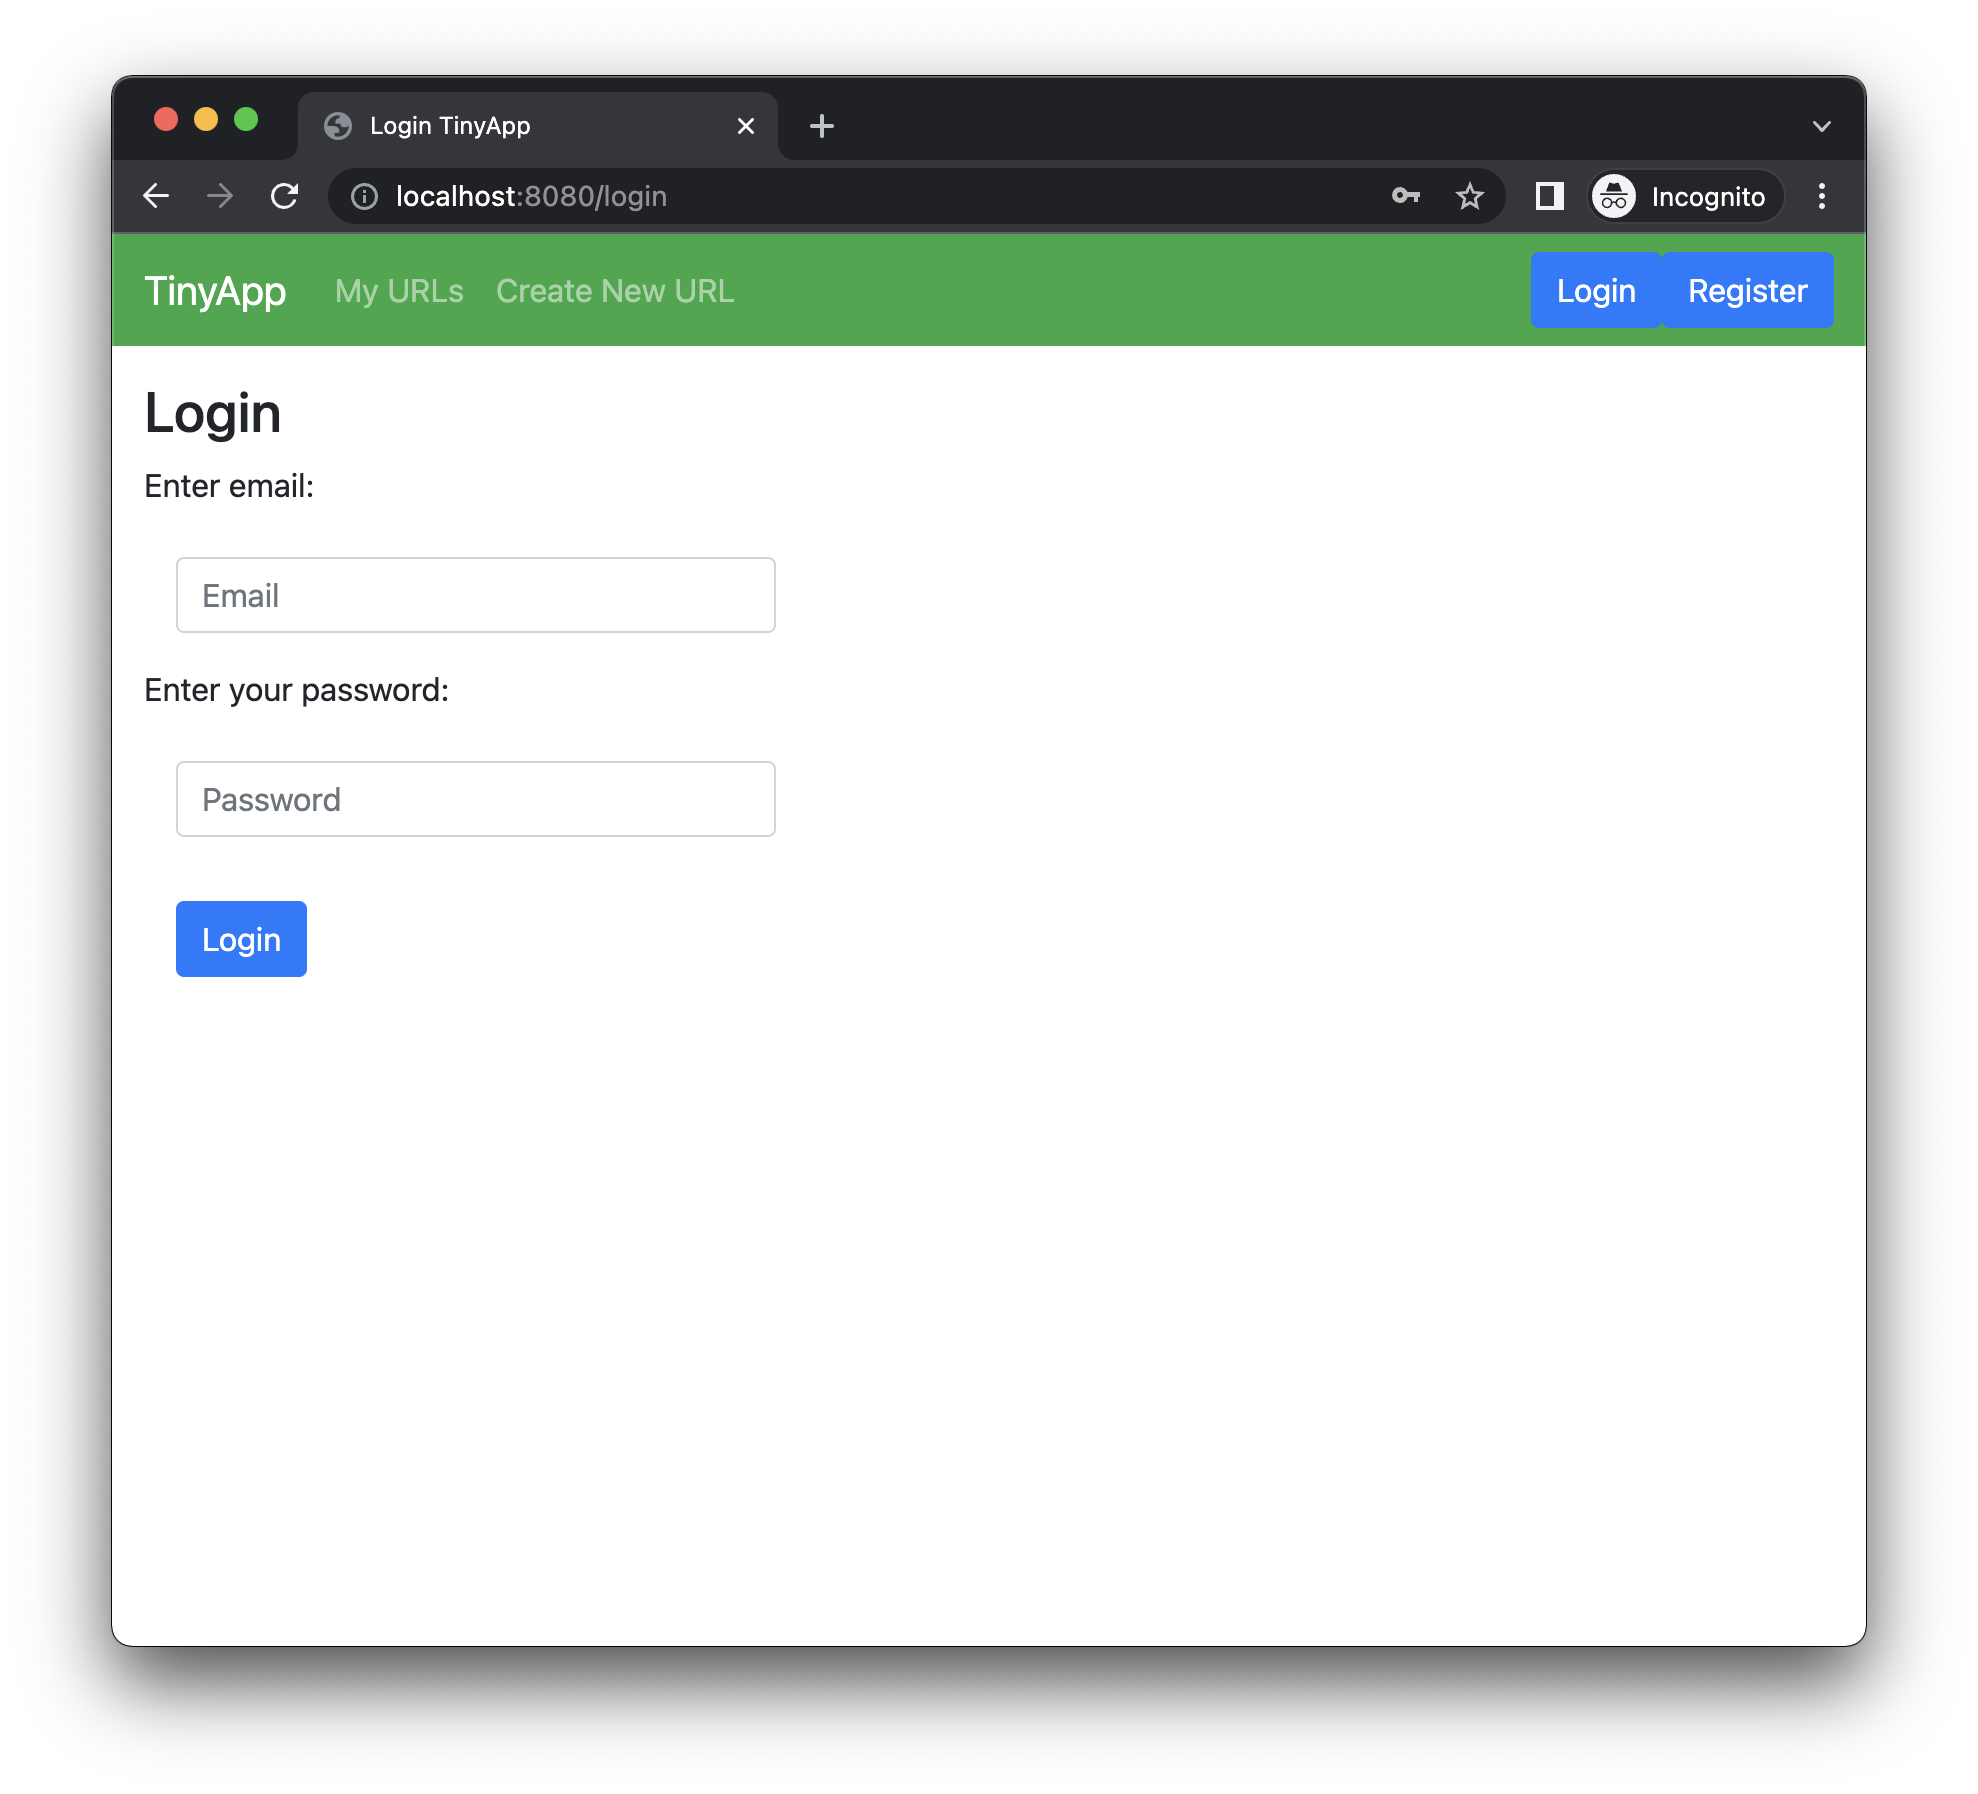 Login TinyApp
localhost:8080/login
Incognito
TinyApp My URLs Create New URL Login Register
Login
Enter email:
Email
Enter your password:
Password
Login